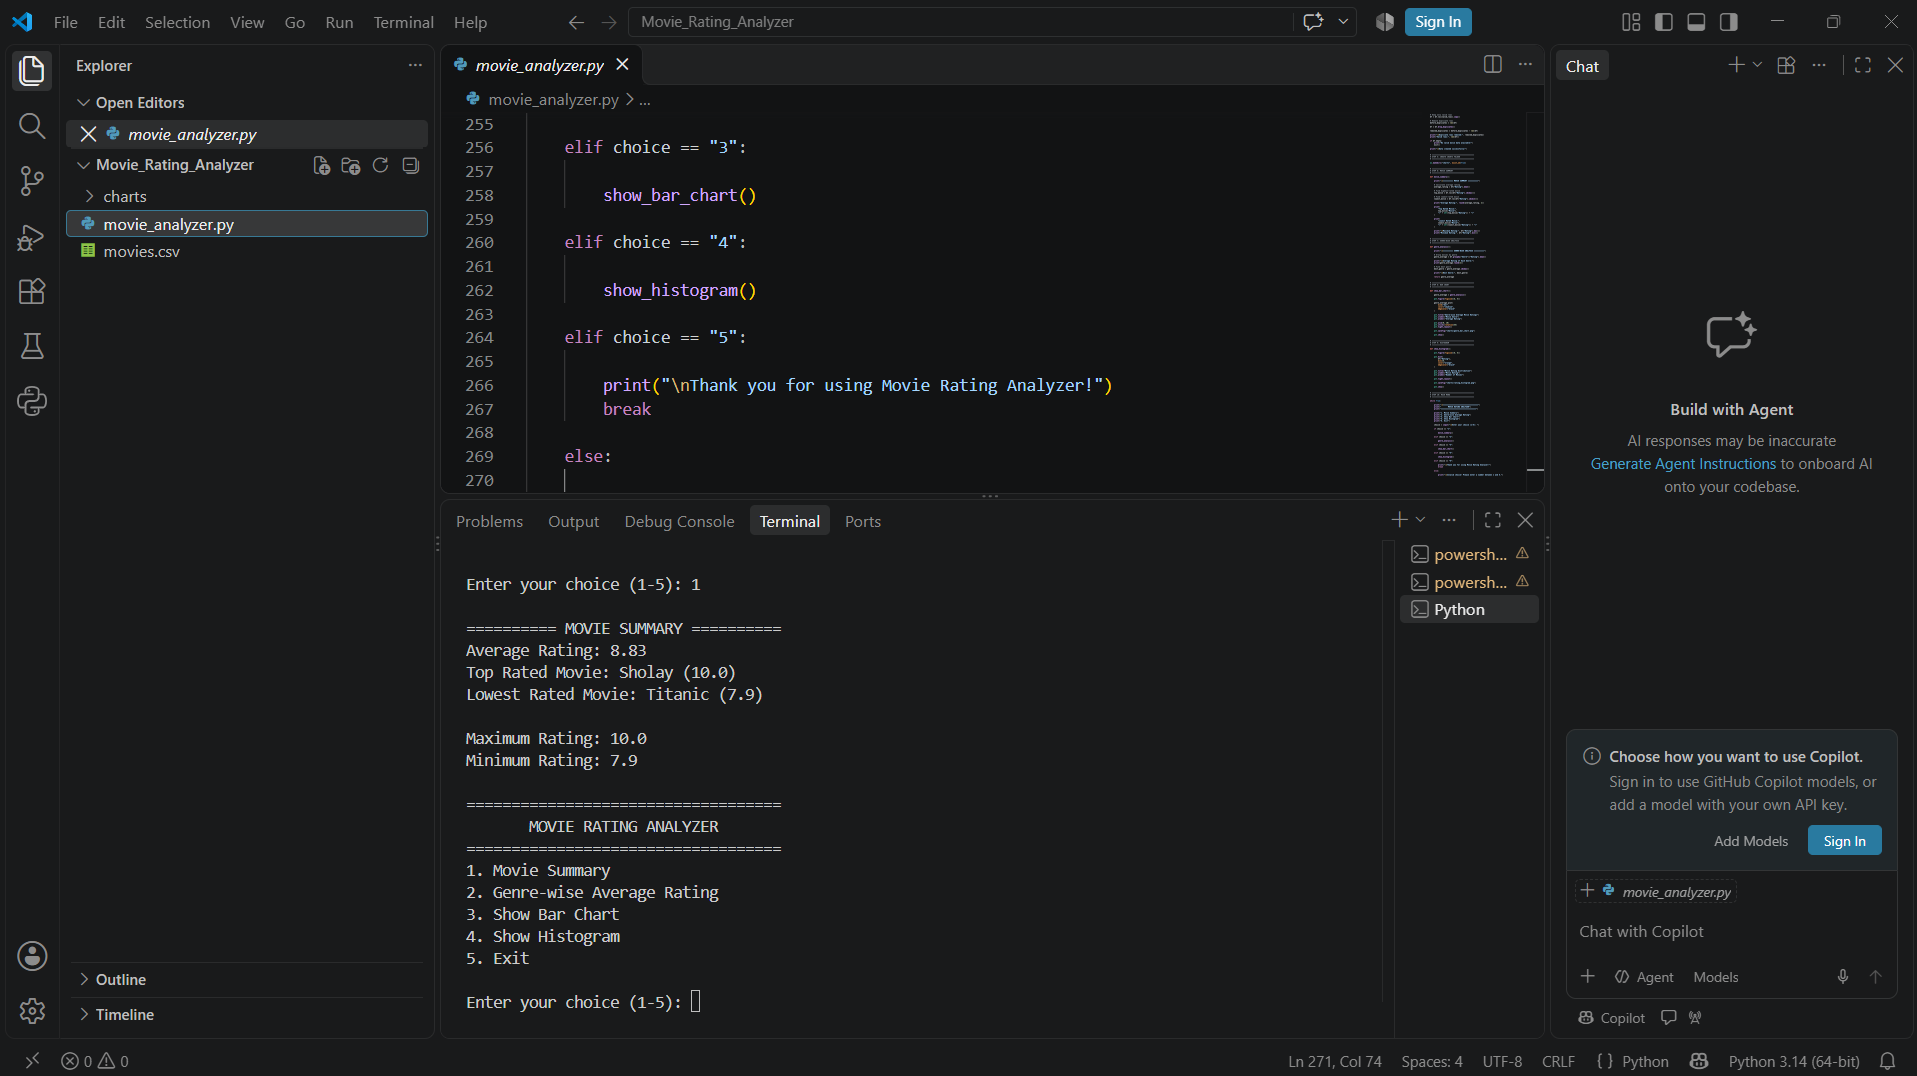 File Edit Selection View Go Run Terminal Help
Movie_Rating_Analyzer
Sign In
Explorer
Open Editors
movie_analyzer.py
Movie_Rating_Analyzer
charts
movie_analyzer.py
movies.csv
Outline
Timeline
movie_analyzer.py
movie_analyzer.py > ...
255
256 elif choice == "3":
257
258 show_bar_chart()
259
260 elif choice == "4":
261
262 show_histogram()
263
264 elif choice == "5":
265
266 print("\nThank you for using Movie Rating Analyzer!")
267 break
268
269 else:
270
Problems Output Debug Console Terminal Ports
Enter your choice (1-5): 1
========== MOVIE SUMMARY ==========
Average Rating: 8.83
Top Rated Movie: Sholay (10.0)
Lowest Rated Movie: Titanic (7.9)
Maximum Rating: 10.0
Minimum Rating: 7.9
===================================
MOVIE RATING ANALYZER
===================================
1. Movie Summary
2. Genre-wise Average Rating
3. Show Bar Chart
4. Show Histogram
5. Exit
Enter your choice (1-5):
powersh...
powersh...
Python
Chat
Build with Agent
AI responses may be inaccurate
Generate Agent Instructions to onboard AI
onto your codebase.
Choose how you want to use Copilot.
Sign in to use GitHub Copilot models, or
add a model with your own API key.
Add Models Sign In
movie_analyzer.py
Chat with Copilot
Agent Models
Copilot
0 0
Ln 271, Col 74 Spaces: 4 UTF-8 CRLF { } Python Python 3.14 (64-bit)